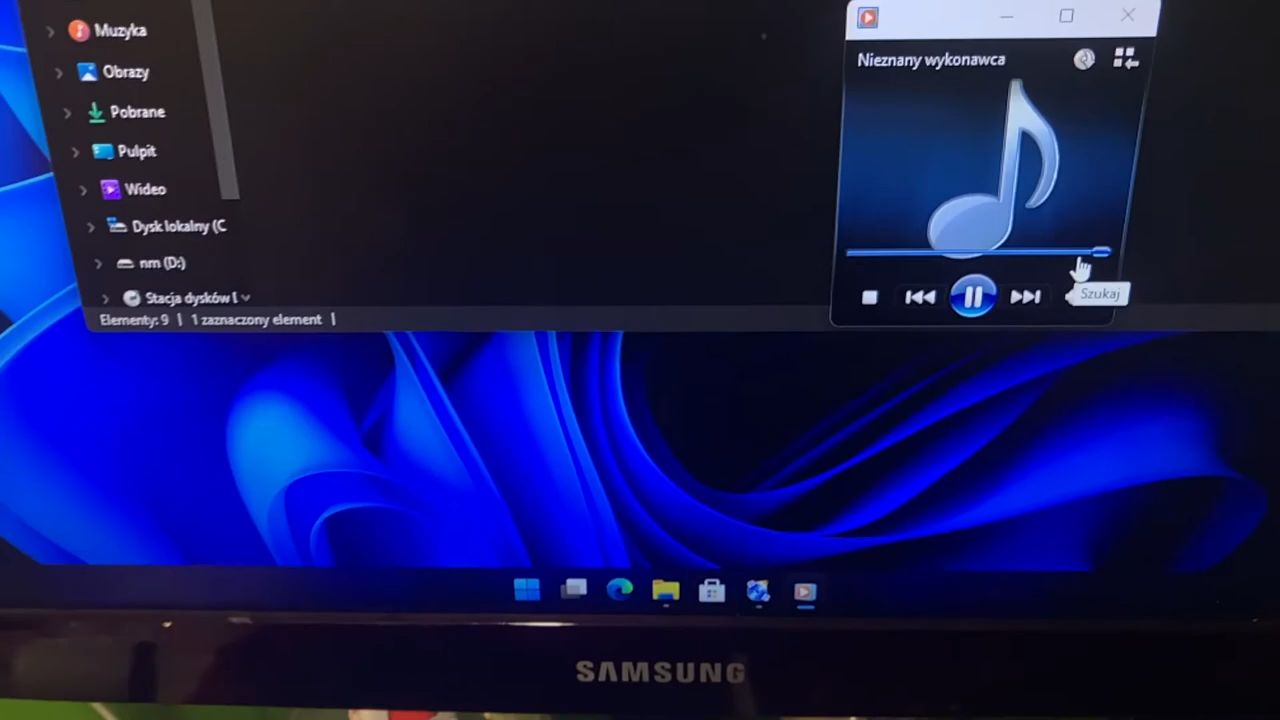 Muzyka
Obrazy
Pobrane
Pulpit
Wideo
Dysk lokalny (C
nm (D:)
Stacja dysków
Elementy: 9 | 1 zaznaczony element |
Nieznany wykonawca
Szukaj
SAMSUNG